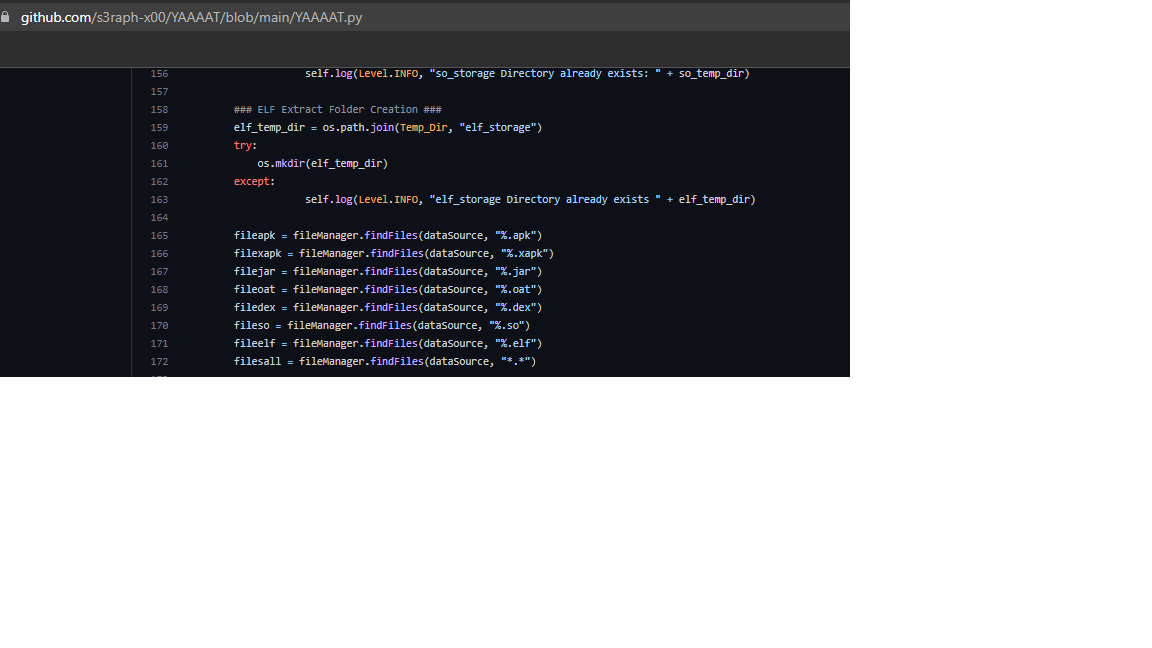 github.com/s3raph-x00/YAAAAT/blob/main/YAAAAT.py
156 self.log(Level.INFO, "so_storage Directory already exists: " + so_temp_dir)
157
158 ### ELF Extract Folder Creation ###
159 elf_temp_dir = os.path.join(Temp_Dir, "elf_storage")
160 try:
161 os.mkdir(elf_temp_dir)
162 except:
163 self.log(Level.INFO, "elf_storage Directory already exists " + elf_temp_dir)
164
165 fileapk = fileManager.findFiles(dataSource, "%.apk")
166 filexapk = fileManager.findFiles(dataSource, "%.xapk")
167 filejar = fileManager.findFiles(dataSource, "%.jar")
168 fileoat = fileManager.findFiles(dataSource, "%.oat")
169 filedex = fileManager.findFiles(dataSource, "%.dex")
170 fileso = fileManager.findFiles(dataSource, "%.so")
171 fileelf = fileManager.findFiles(dataSource, "%.elf")
172 filesall = fileManager.findFiles(dataSource, "*.*")